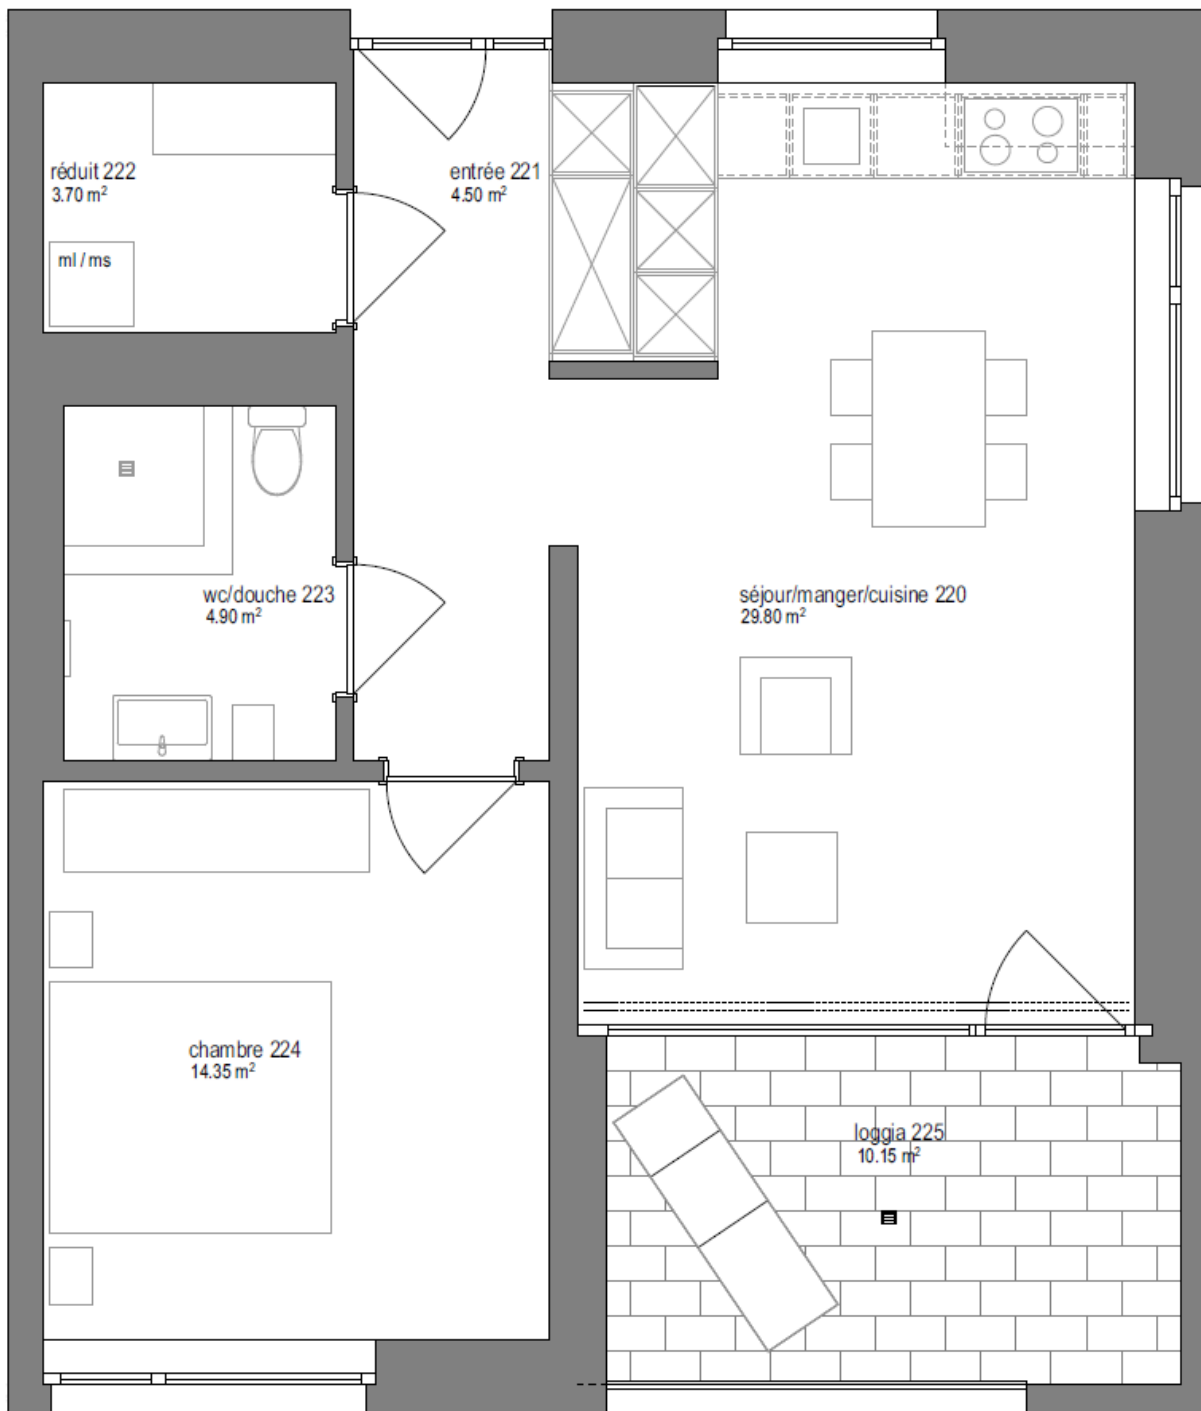 réduit 222
3.70 m²
entrée 221
4.50 m²
ml / ms
wc/douche 223
4.90 m²
séjour/manger/cuisine 220
29.80 m²
chambre 224
14.35 m²
loggia 225
10.15 m²